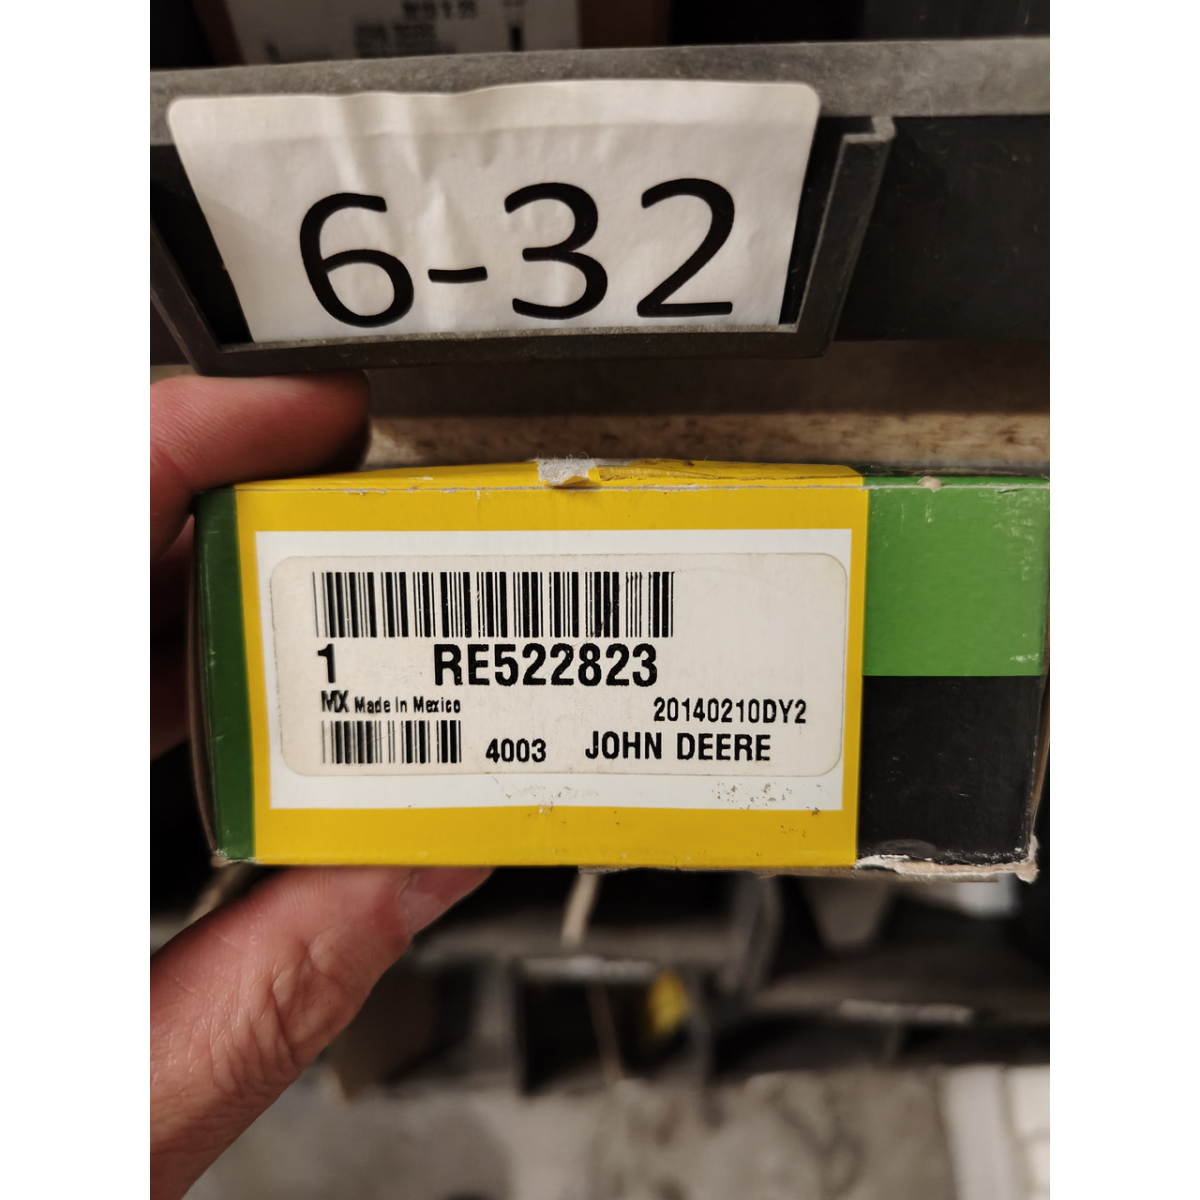 6-32
1 RE522823
MX Made in Mexico
20140210DY2
4003 JOHN DEERE